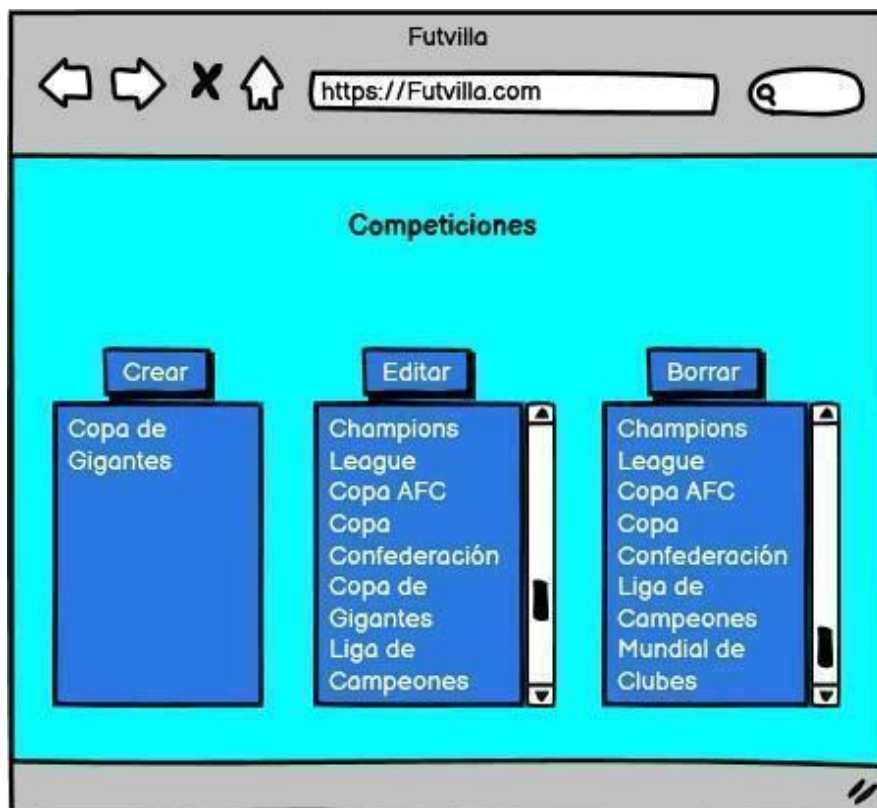 Futvilla
https://Futvilla.com
Competiciones
Crear
Copa de
Gigantes
Editar
Champions
League
Copa AFC
Copa
Confederación
Copa de
Gigantes
Liga de
Campeones
Borrar
Champions
League
Copa AFC
Copa
Confederación
Liga de
Campeones
Mundial de
Clubes